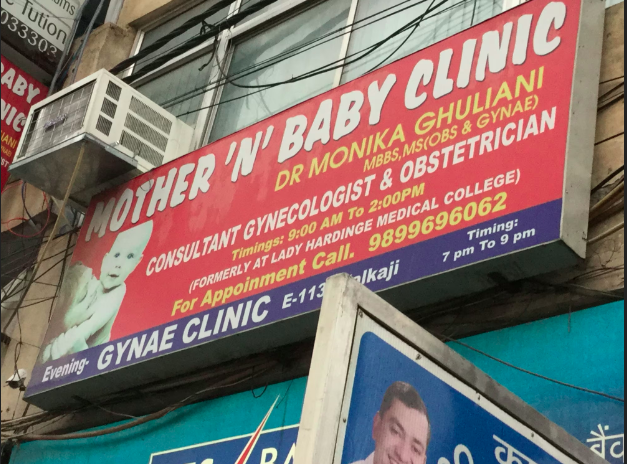 Tution
033303
ABY
NIC
MOTHER 'N' BABY CLINIC
DR MONIKA GHULIANI
MBBS,MS(OBS & GYNAE)
CONSULTANT GYNECOLOGIST & OBSTETRICIAN
Timings: 9:00 AM To 2:00PM
(FORMERLY AT LADY HARDINGE MEDICAL COLLEGE)
For Appoinment Call. 9899696062
Evening- GYNAE CLINIC E-113
Timing:
7 pm To 9 pm